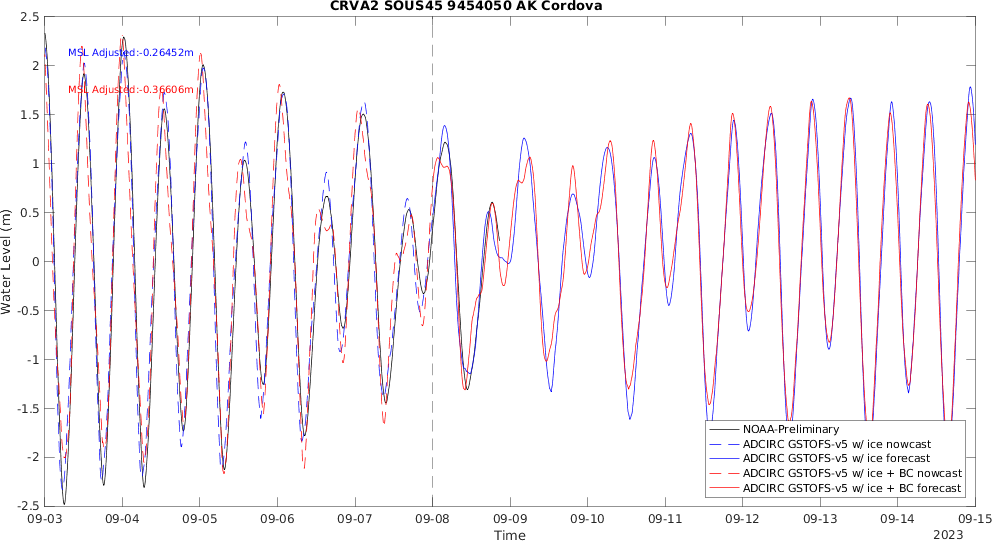 CRVA2 SOUS45 9454050 AK Cordova
2.5
2
1.5
1
0.5
0
-0.5
-1
-1.5
-2
-2.5
Water Level (m)
MSL Adjusted:-0.26452m
MSL Adjusted:-0.36606m
NOAA-Preliminary
ADCIRC GSTOFS-v5 w/ ice nowcast
ADCIRC GSTOFS-v5 w/ ice forecast
ADCIRC GSTOFS-v5 w/ ice + BC nowcast
ADCIRC GSTOFS-v5 w/ ice + BC forecast
09-03 09-04 09-05 09-06 09-07 09-08 09-09 09-10 09-11 09-12 09-13 09-14 09-15
Time
2023